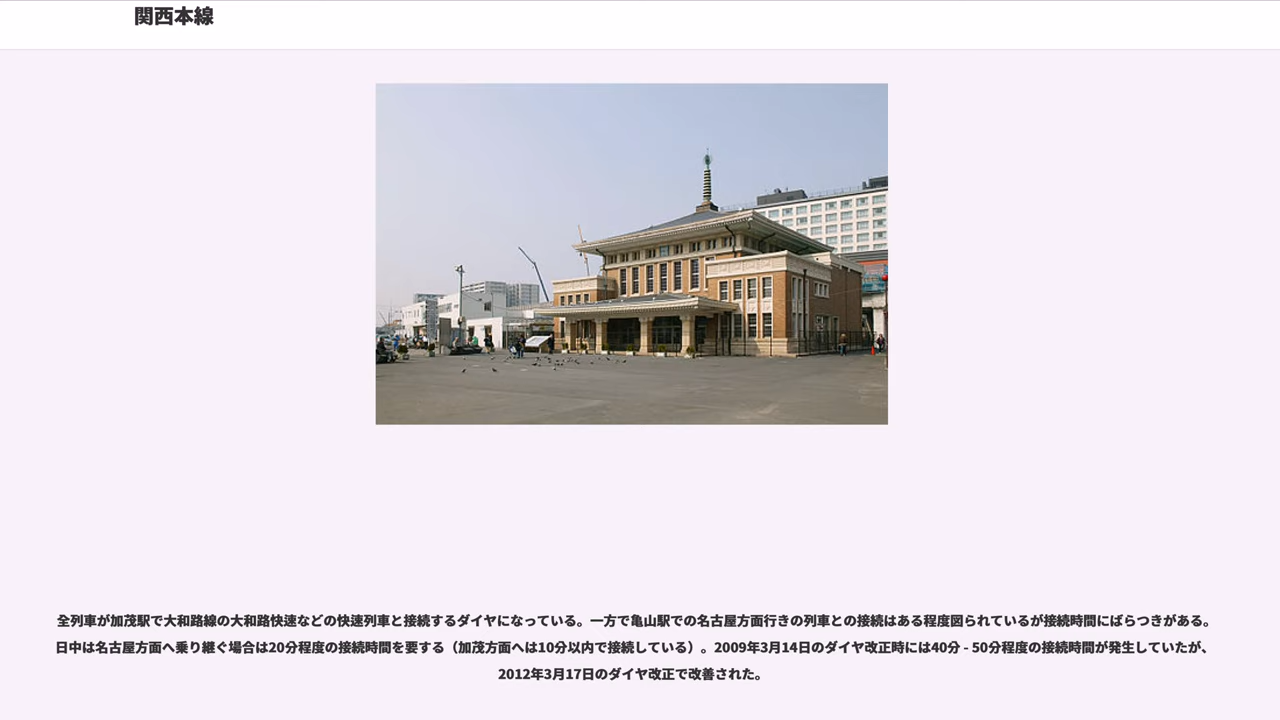 関西本線
全列車が加茂駅で大和路線の大和路快速などの快速列車と接続するダイヤになっている。一方で亀山駅での名古屋方面行きの列車との接続はある程度図られているが接続時間にばらつきがある。
日中は名古屋方面へ乗り継ぐ場合は20分程度の接続時間を要する（加茂方面へは10分以内で接続している）。2009年3月14日のダイヤ改正時には40分 - 50分程度の接続時間が発生していたが、
2012年3月17日のダイヤ改正で改善された。